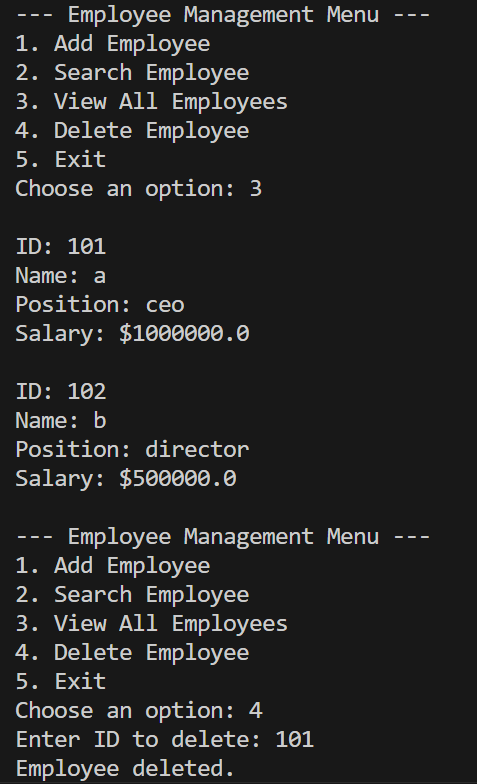 --- Employee Management Menu ---
1. Add Employee
2. Search Employee
3. View All Employees
4. Delete Employee
5. Exit
Choose an option: 3

ID: 101
Name: a
Position: ceo
Salary: $1000000.0

ID: 102
Name: b
Position: director
Salary: $500000.0

--- Employee Management Menu ---
1. Add Employee
2. Search Employee
3. View All Employees
4. Delete Employee
5. Exit
Choose an option: 4
Enter ID to delete: 101
Employee deleted.